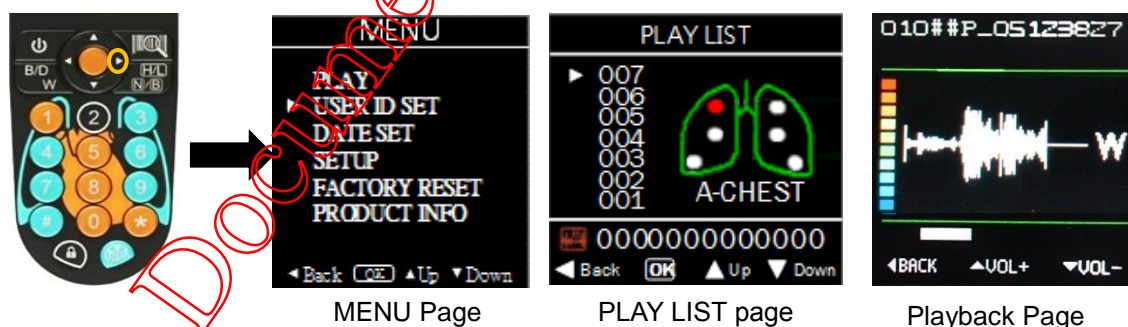 B/D
W
H/L
N/B
1
2
3
4
5
6
7
8
9
#
0
*
MENU
PLAY
USER ID SET
DATE SET
SETUP
FACTORY RESET
PRODUCT INFO
◄Back OK ▲Up ▼Down
MENU Page
PLAY LIST
► 007
006
005
004
003
002
001
A-CHEST
0000000000000
◄Back OK ▲Up ▼Down
PLAY LIST page
010##P_05123827
W
◄BACK ▲VOL+ ▼VOL-
Playback Page
Docume